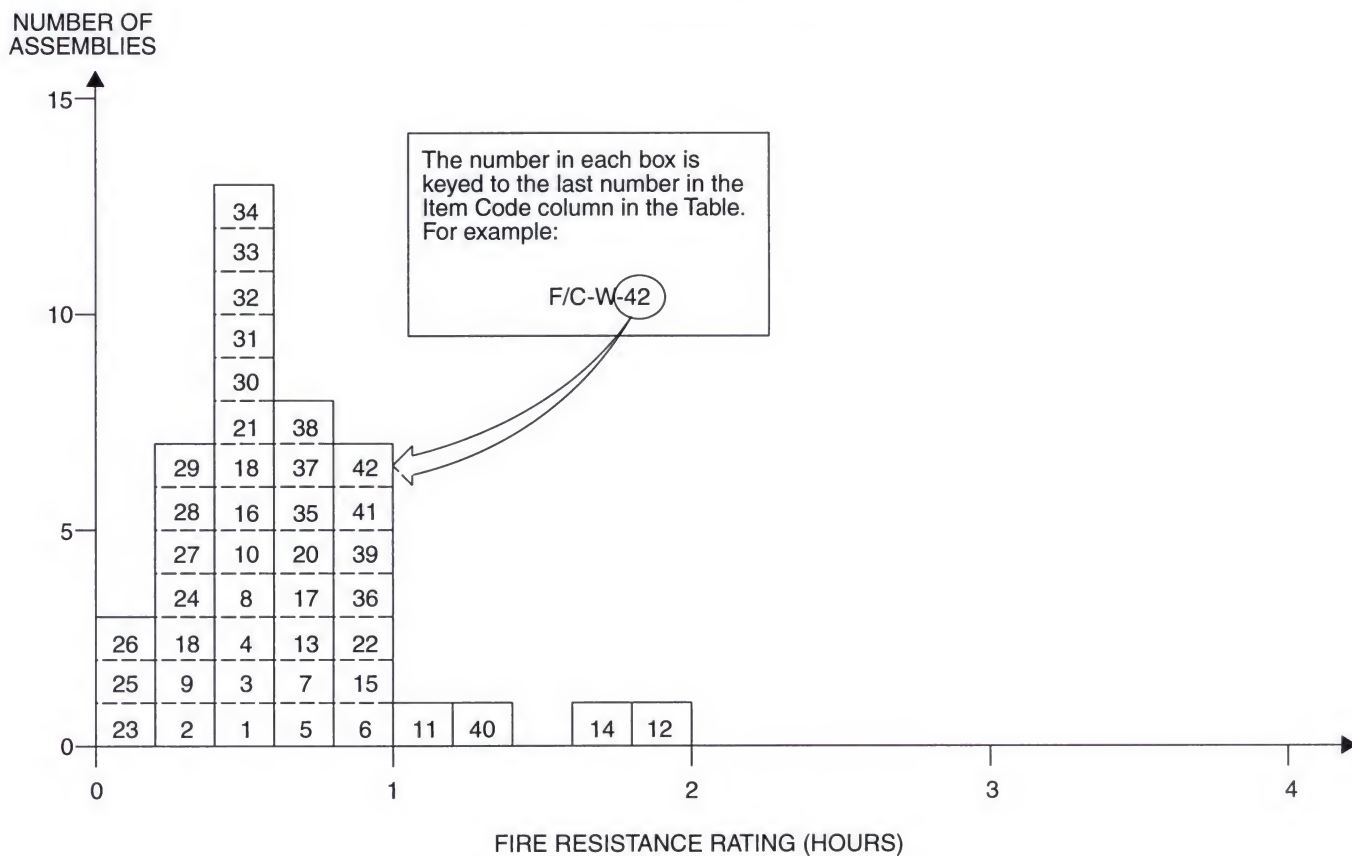 NUMBER OF
ASSEMBLIES
15
The number in each box is
keyed to the last number in the
Item Code column in the Table.
For example:
F/C-W-42
34
33
32
10
31
30
21 38
29 18 37 42
28 16 35 41
5
27 10 20 39
24 8 17 36
26 18 4 13 22
25 9 3 7 15
23 2 1 5 6 11 40 14 12
0
0 1 2 3 4
FIRE RESISTANCE RATING (HOURS)